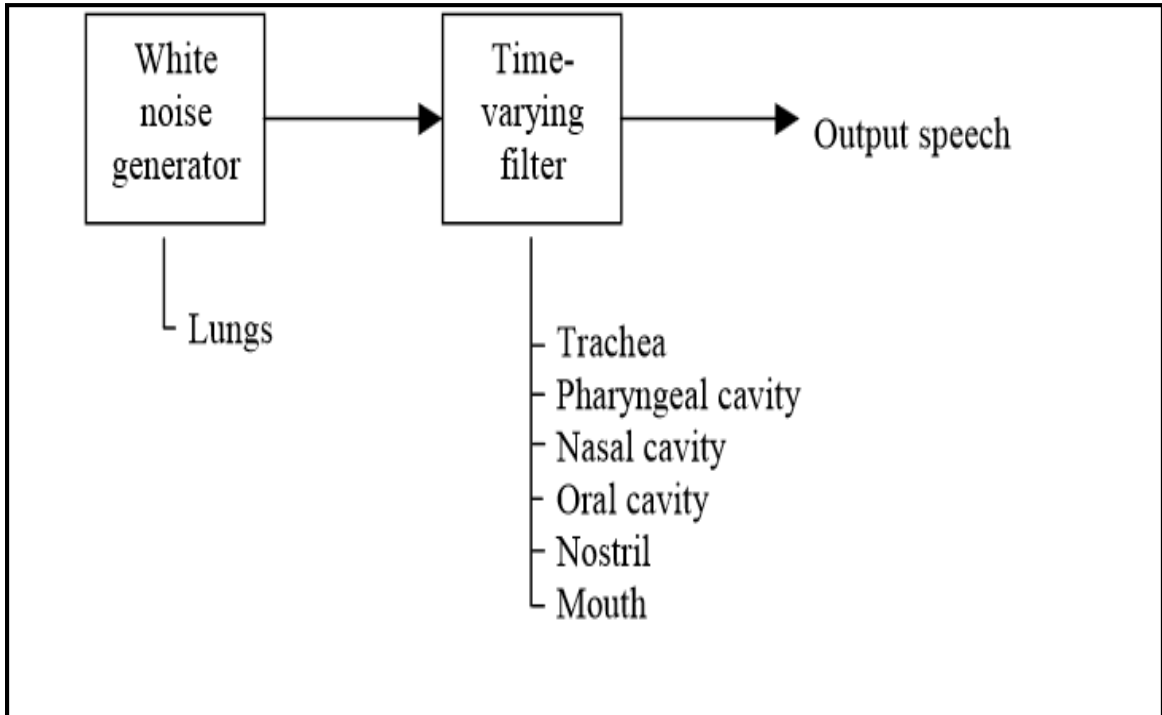 White
noise
generator
Time-
varying
filter
Output speech
Lungs
Trachea
Pharyngeal cavity
Nasal cavity
Oral cavity
Nostril
Mouth